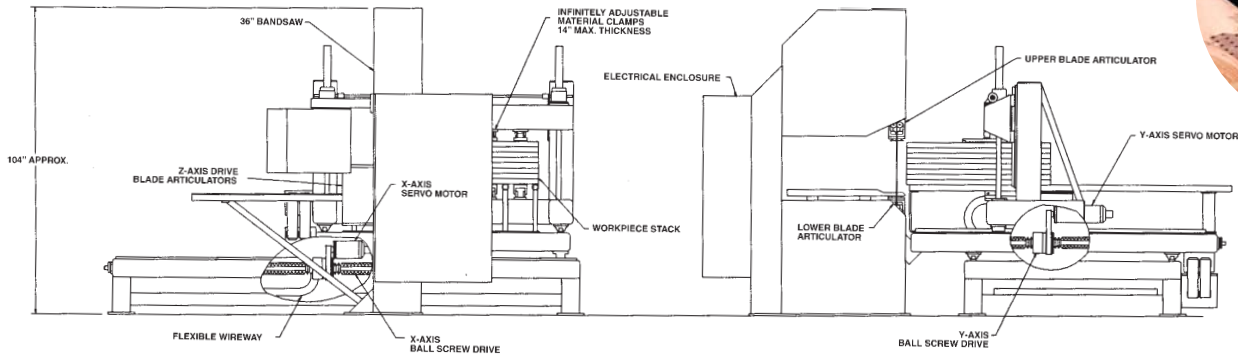 36" BANDSAW
INFINITELY ADJUSTABLE
MATERIAL CLAMPS
14" MAX. THICKNESS
ELECTRICAL ENCLOSURE
UPPER BLADE ARTICULATOR
104" APPROX.
Z-AXIS DRIVE
BLADE ARTICULATORS
X-AXIS
SERVO MOTOR
Y-AXIS SERVO MOTOR
WORKPIECE STACK
LOWER BLADE
ARTICULATOR
FLEXIBLE WIREWAY
X-AXIS
BALL SCREW DRIVE
Y-AXIS
BALL SCREW DRIVE